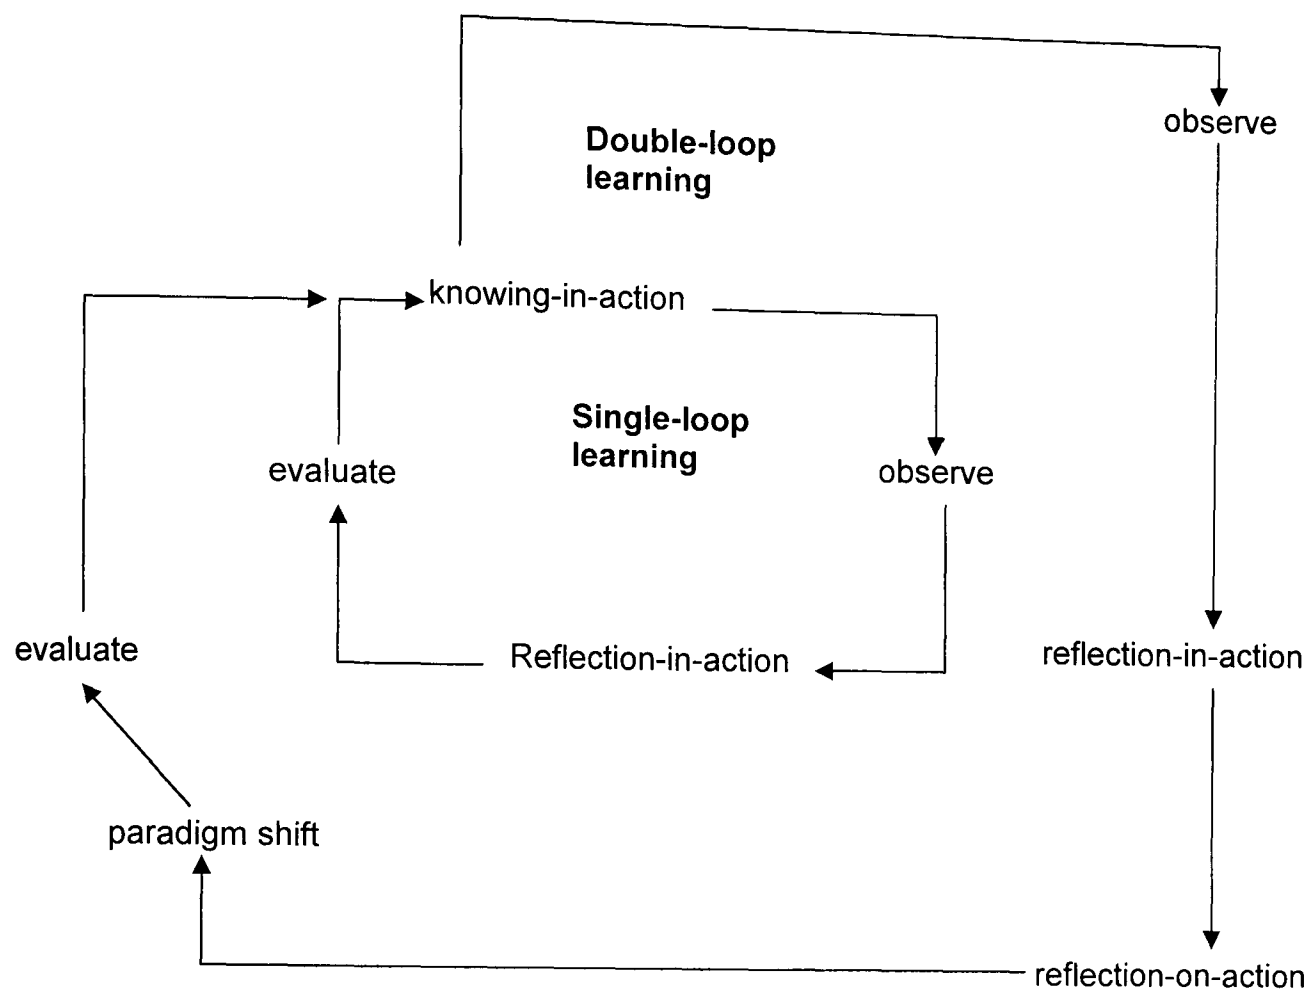 observe
Double-loop
learning
knowing-in-action
Single-loop
learning
evaluate
observe
evaluate
Reflection-in-action
reflection-in-action
paradigm shift
reflection-on-action